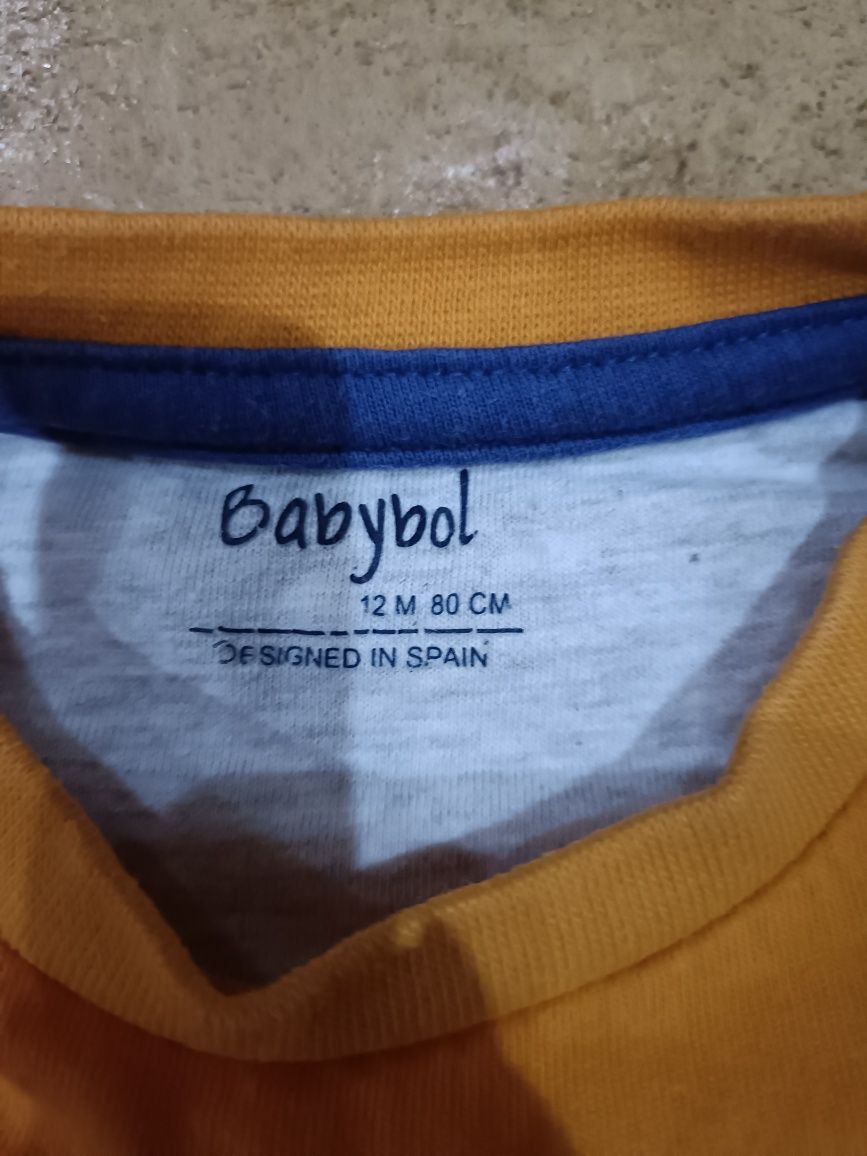 Babybol
12 M 80 CM
DESIGNED IN SPAIN